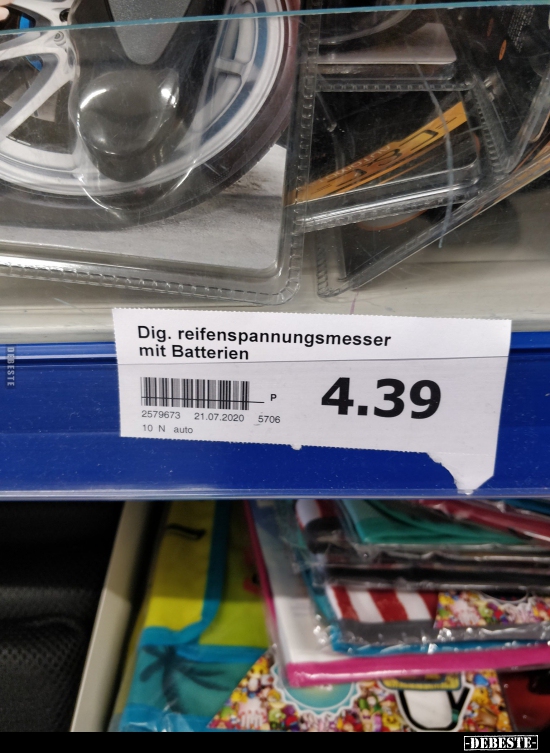 Dig. reifenspannungsmesser
mit Batterien
P
4.39
2579673 21.07.2020 5706
10 N auto
DEBESTE
-DEBESTE-